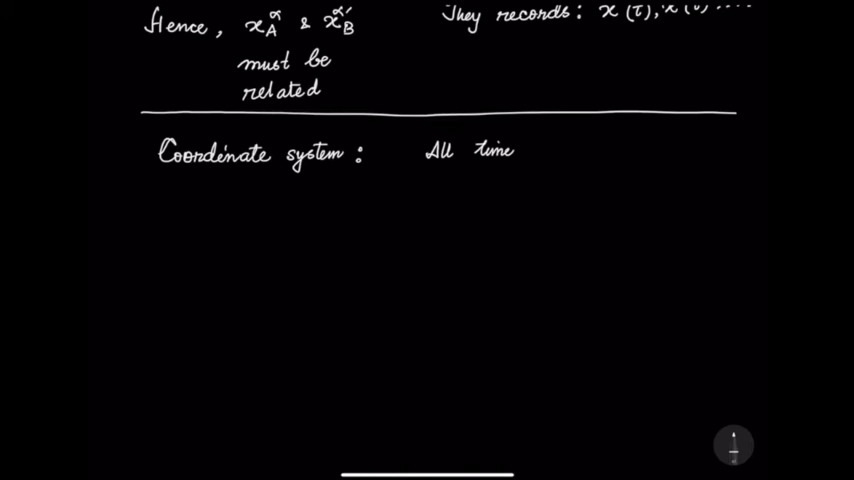 Hence, x_A^α & x_B^α′
must be
related
They records: x(τ), x
Coordinate system: All time